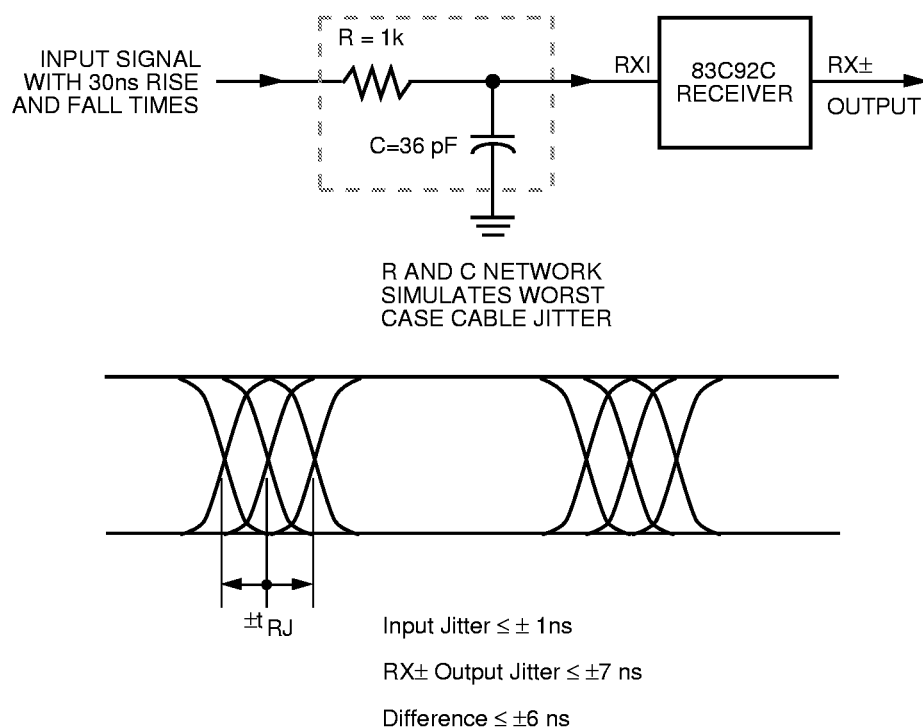 R = 1k
INPUT SIGNAL
WITH 30ns RISE
AND FALL TIMES
C=36 pF
RXI
83C92C
RECEIVER
RX±
OUTPUT
R AND C NETWORK
SIMULATES WORST
CASE CABLE JITTER
±t RJ
Input Jitter ≤ ± 1ns
RX± Output Jitter ≤ ±7 ns
Difference ≤ ±6 ns